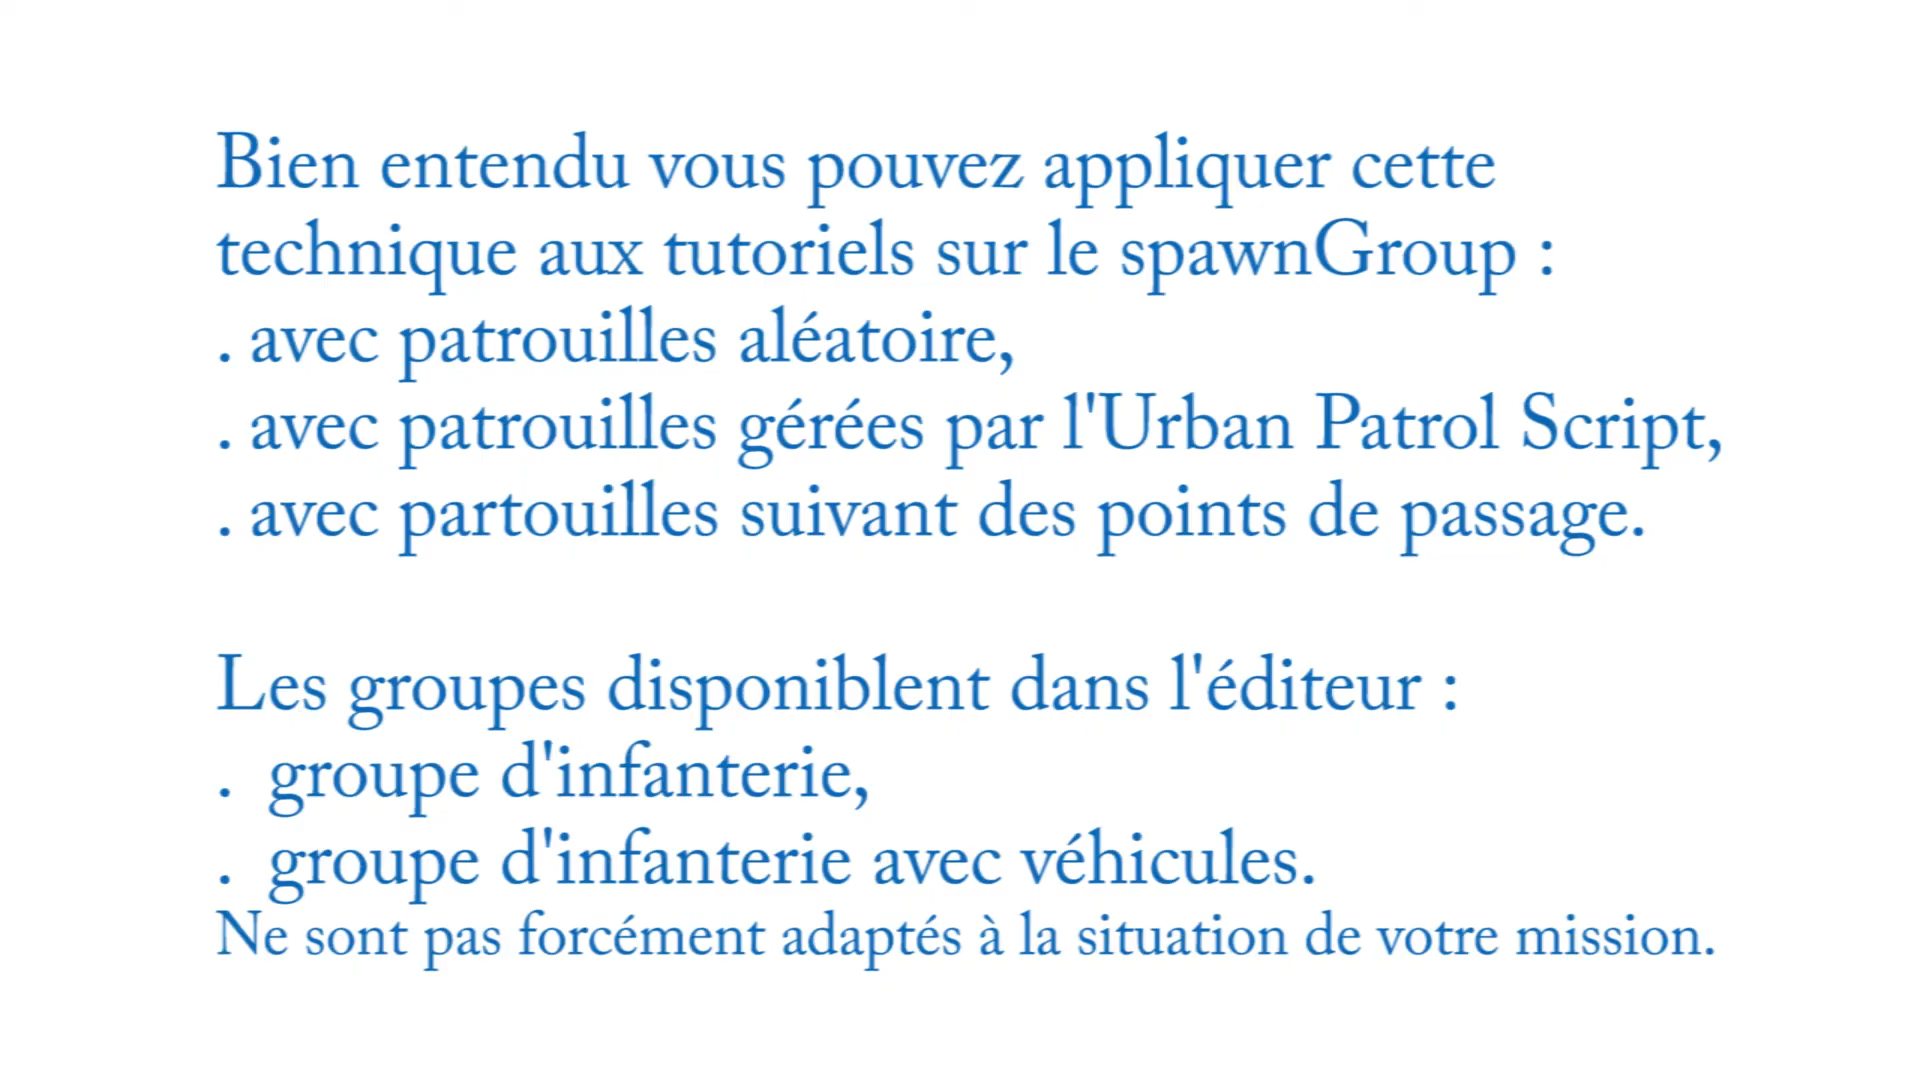 Bien entendu vous pouvez appliquer cette
technique aux tutoriels sur le spawnGroup :
. avec patrouilles aléatoire,
. avec patrouilles gérées par l'Urban Patrol Script,
. avec partouilles suivant des points de passage.
Les groupes disponiblent dans l'éditeur :
. groupe d'infanterie,
. groupe d'infanterie avec véhicules.
Ne sont pas forcément adaptés à la situation de votre mission.